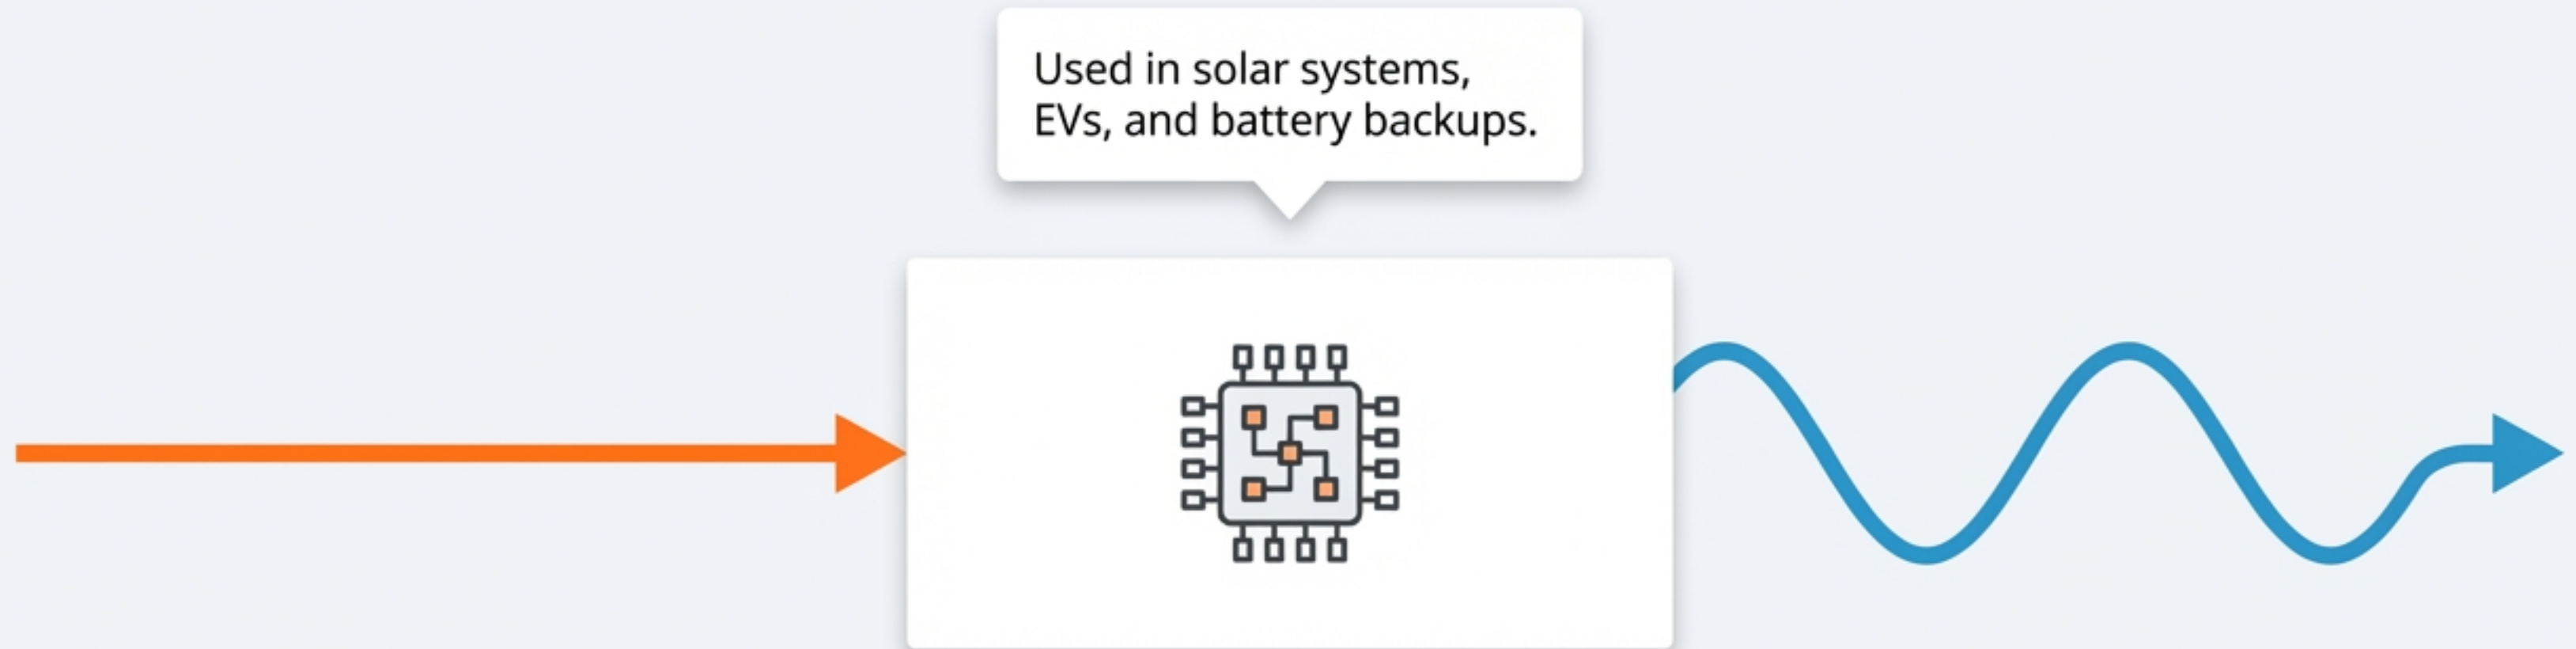 Used in solar systems,
EVs, and battery backups.